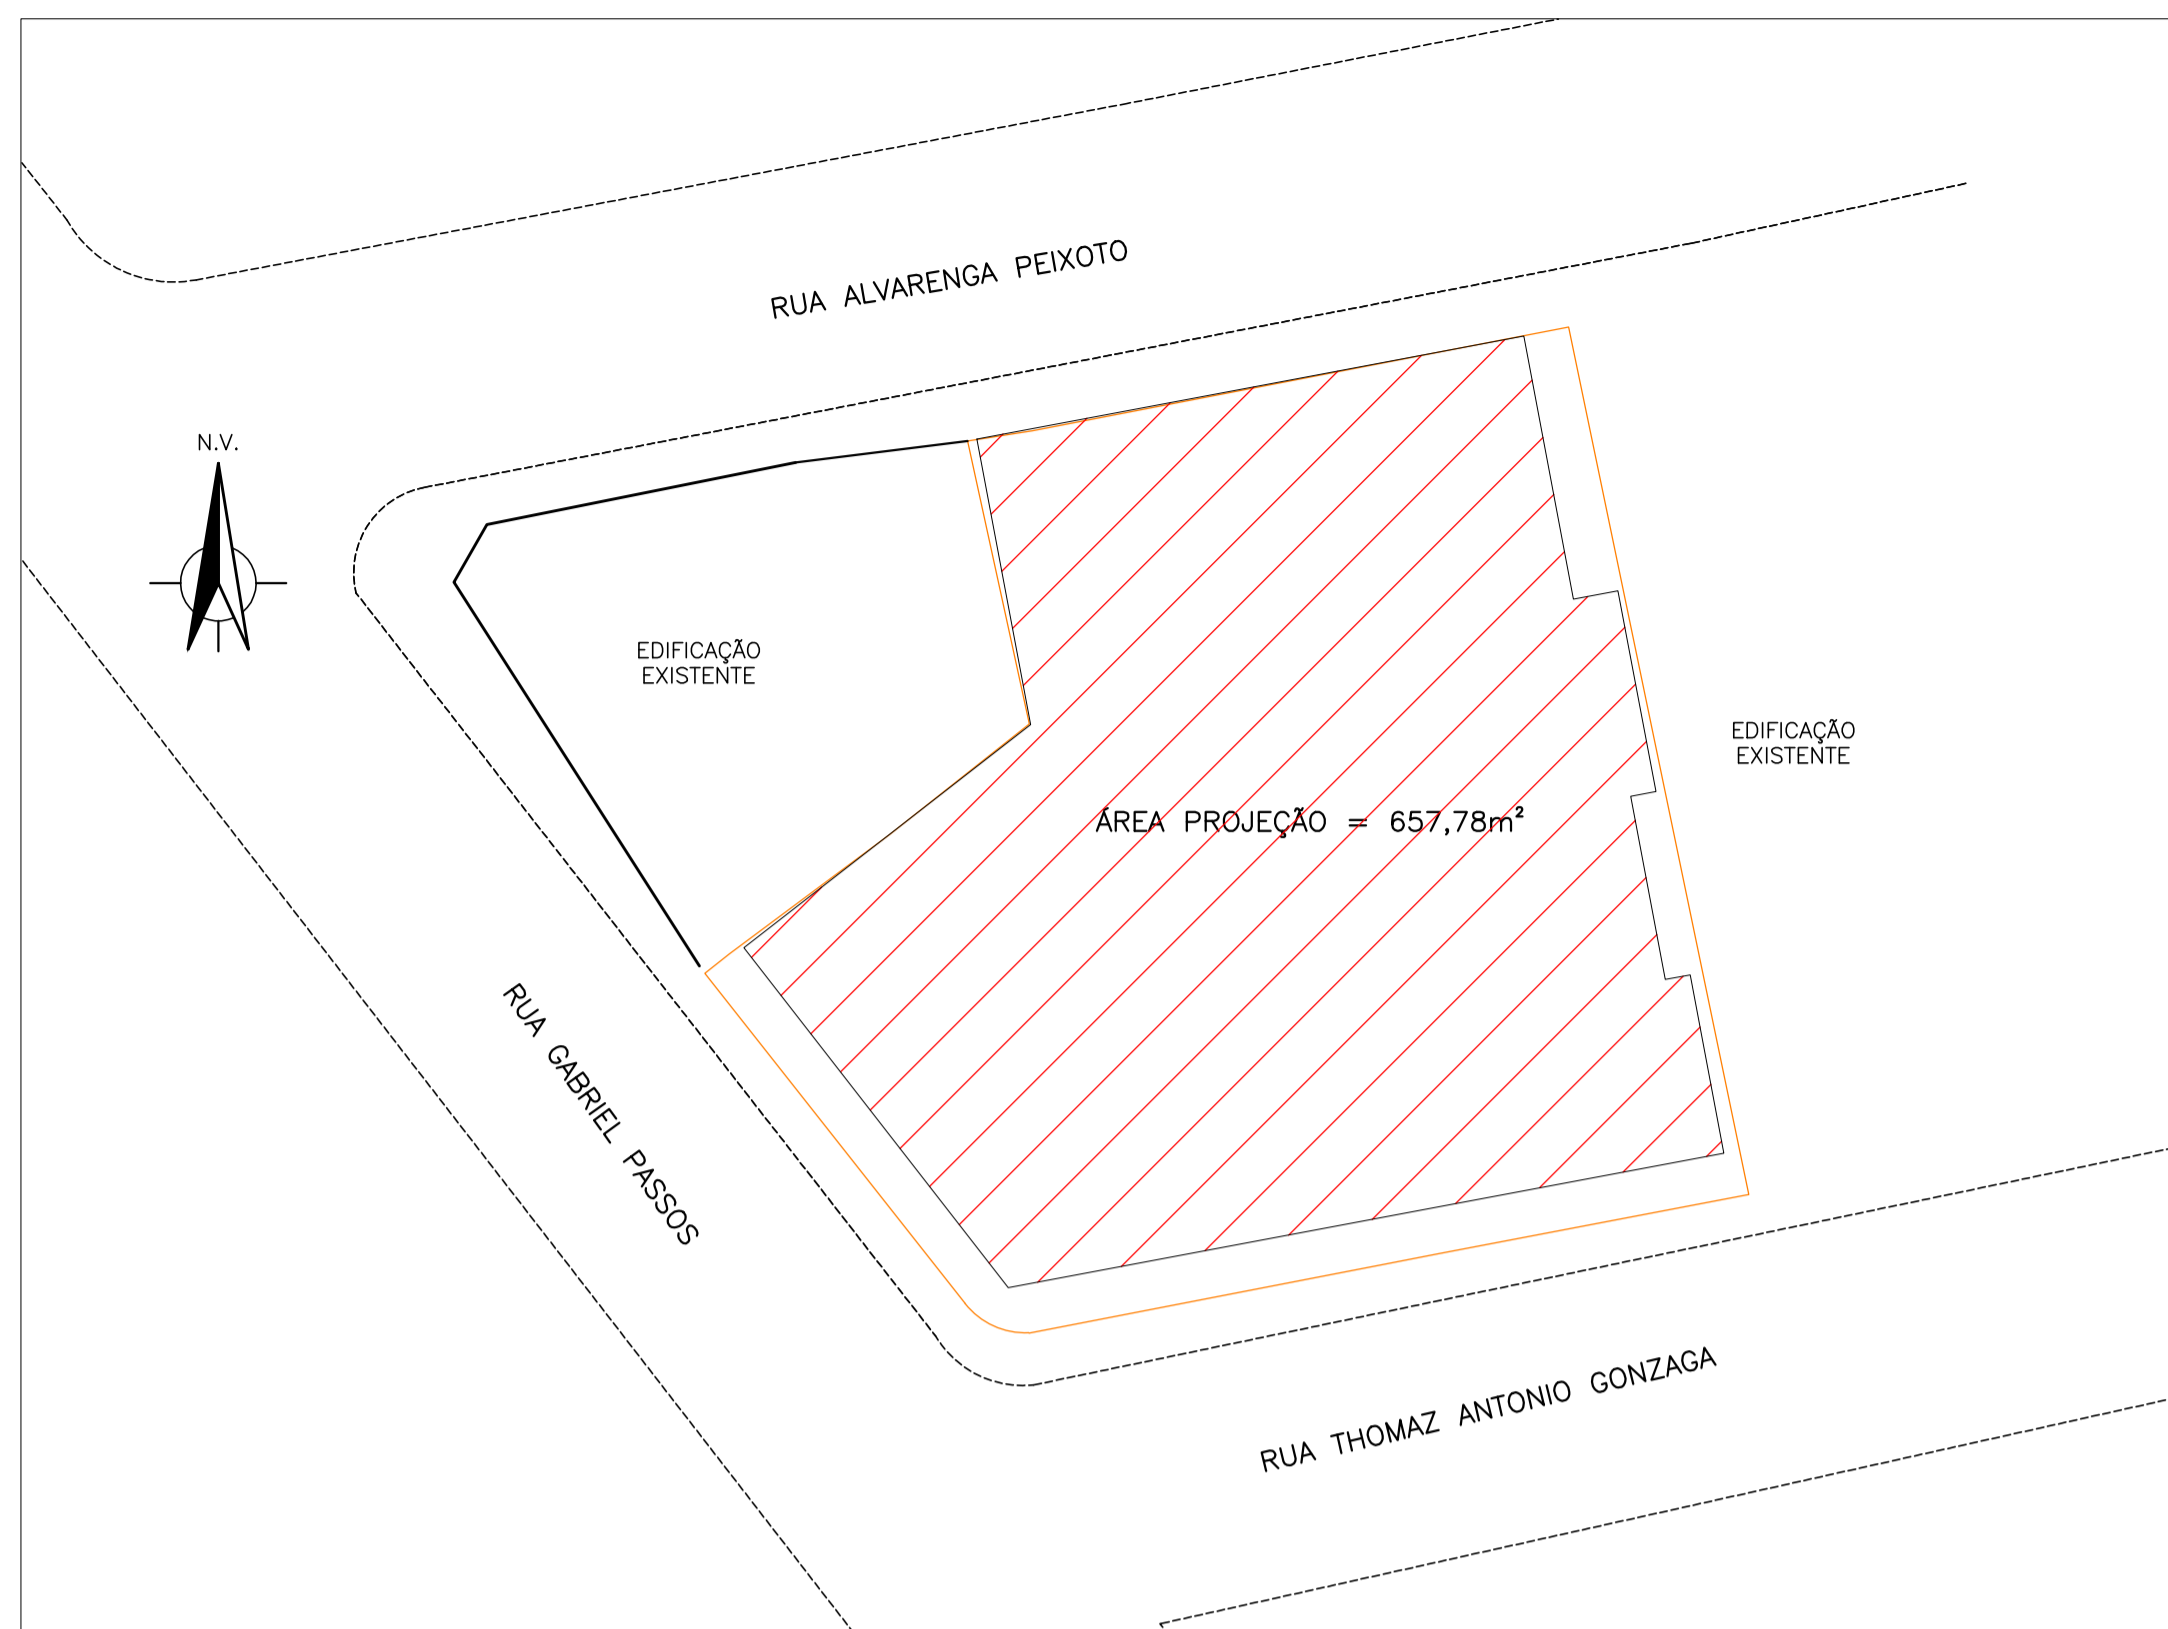 RUA ALVARENGA PEIXOTO
N.V.
EDIFICAÇÃO
EXISTENTE
EDIFICAÇÃO
EXISTENTE
ÁREA PROJEÇÃO = 657,78m²
RUA GABRIEL PASSOS
RUA THOMAZ ANTONIO GONZAGA